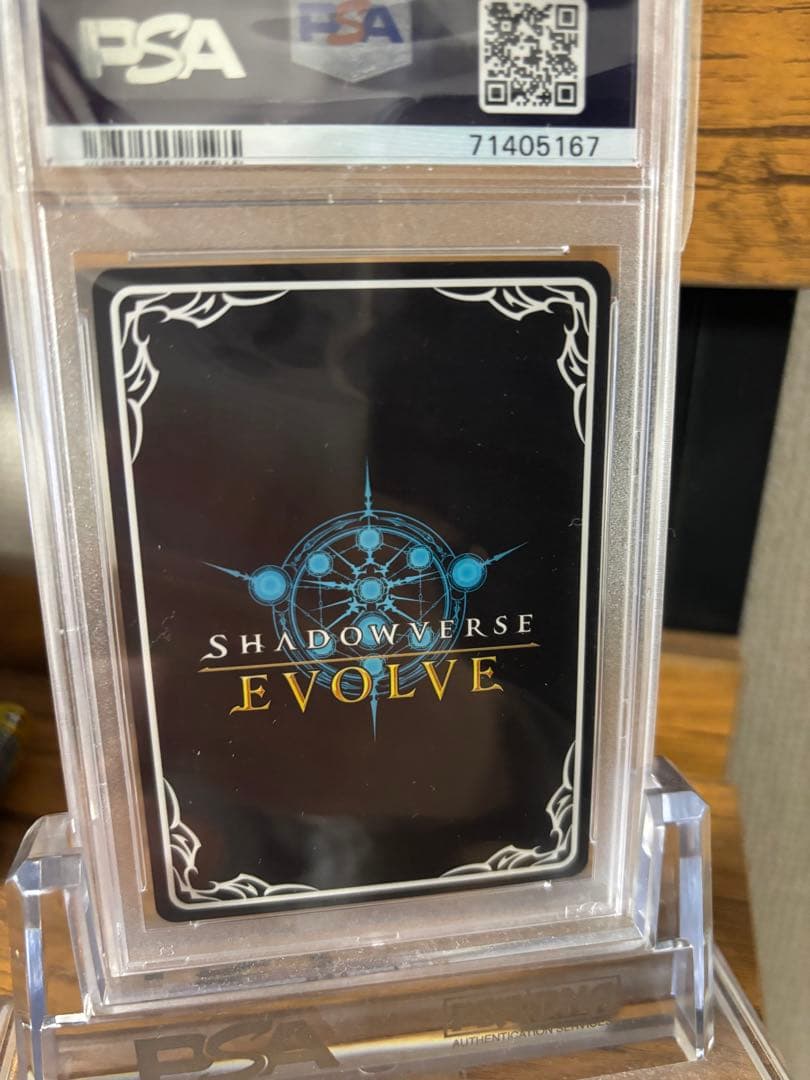 PSA
PSA
71405167
SHADOWVERSE
EVOLVE
PSA
AUTHENTICATION SERVICES